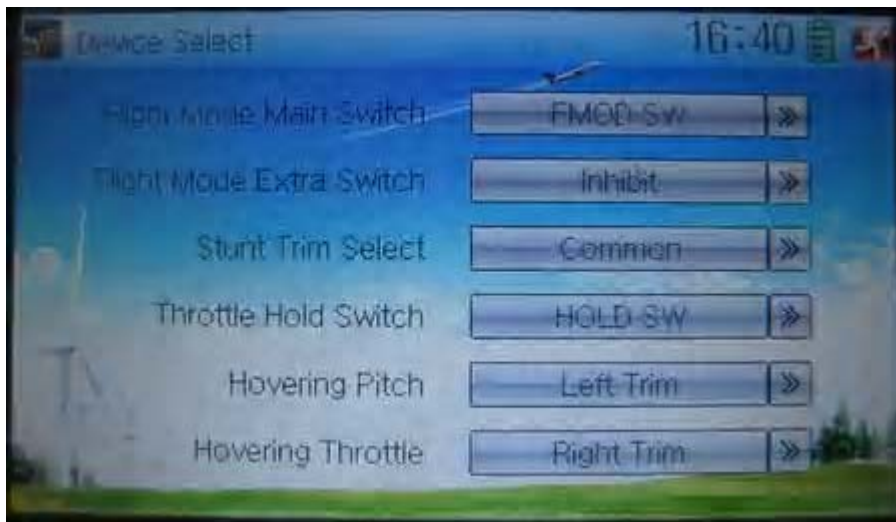 Device Select 16:40
Flight Mode Main Switch FMOD SW
Flight Mode Extra Switch Inhibit
Stunt Trim Select Common
Throttle Hold Switch HOLD SW
Hovering Pitch Left Trim
Hovering Throttle Right Trim